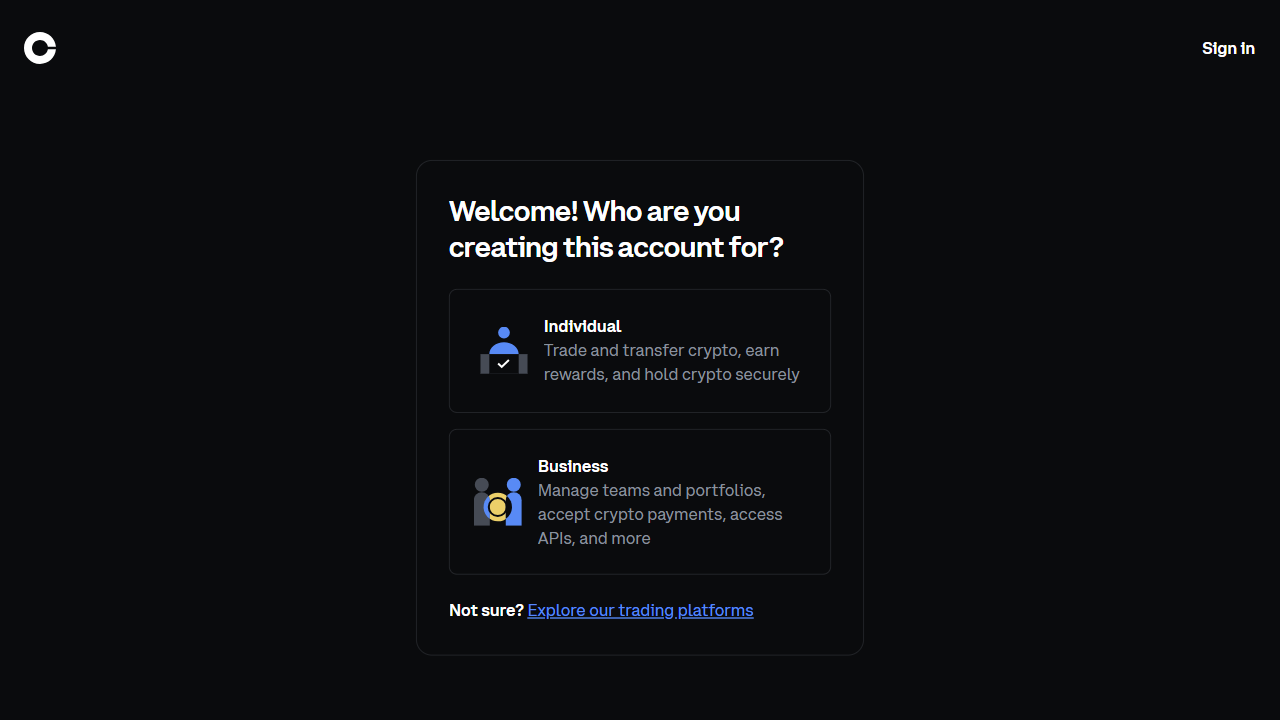 Sign in
Welcome! Who are you
creating this account for?
Individual
Trade and transfer crypto, earn
rewards, and hold crypto securely
Business
Manage teams and portfolios,
accept crypto payments, access
APIs, and more
Not sure? Explore our trading platforms